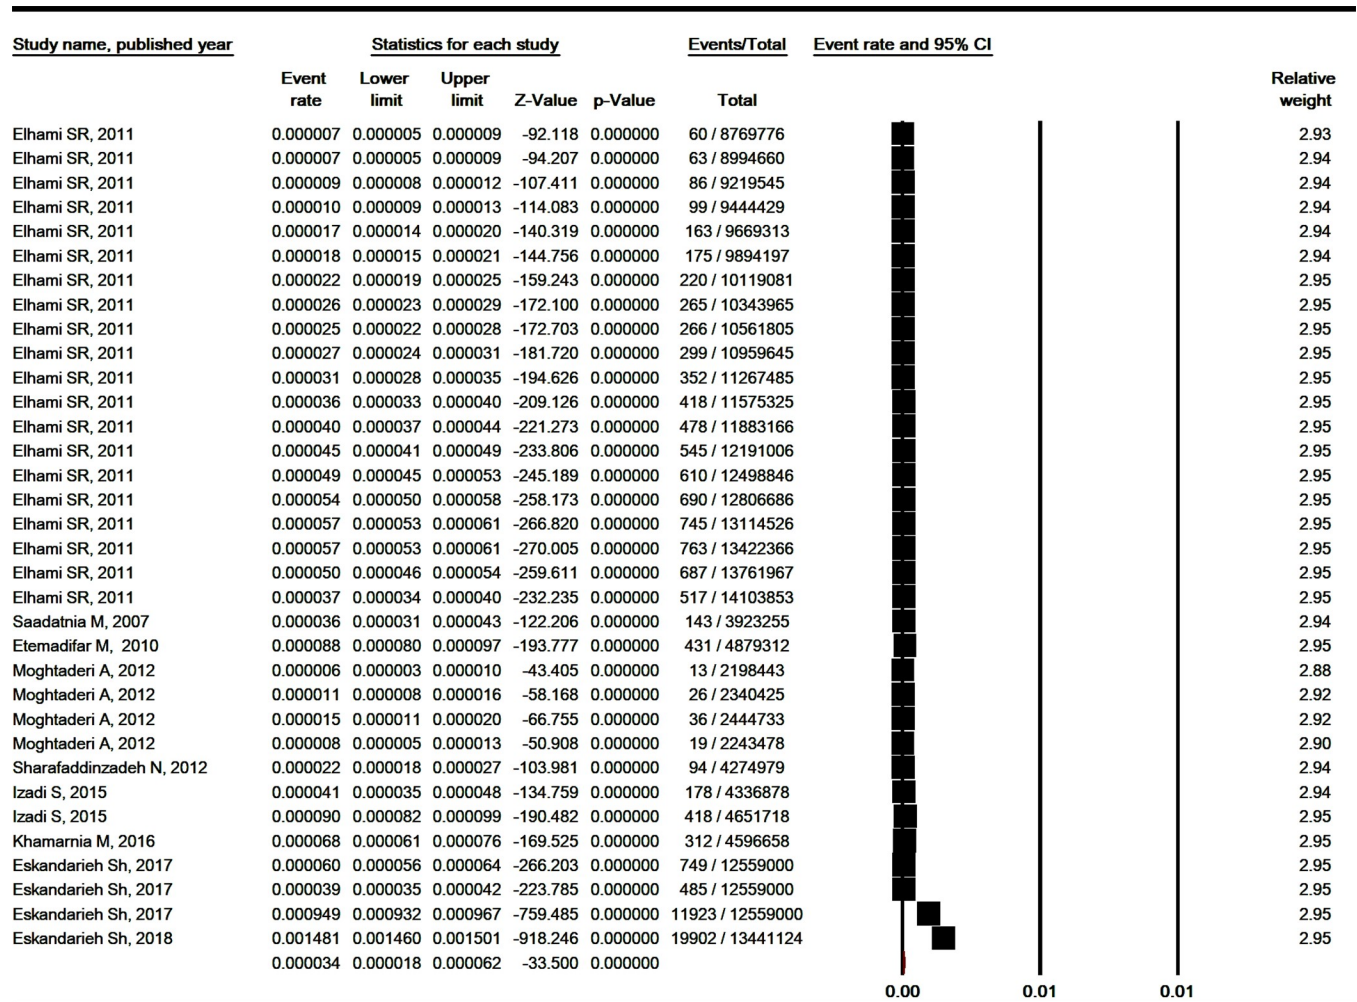 Study name, published year Statistics for each study Events/Total Event rate and 95% CI
Event Lower Upper Relative
rate limit limit Z-Value p-Value Total weight
Elhami SR, 2011 0.000007 0.000005 0.000009 -92.118 0.000000 60 / 8769776 2.93
Elhami SR, 2011 0.000007 0.000005 0.000009 -94.207 0.000000 63 / 8994660 2.94
Elhami SR, 2011 0.000009 0.000008 0.000012 -107.411 0.000000 86 / 9219545 2.94
Elhami SR, 2011 0.000010 0.000009 0.000013 -114.083 0.000000 99 / 9444429 2.94
Elhami SR, 2011 0.000017 0.000014 0.000020 -140.319 0.000000 163 / 9669313 2.94
Elhami SR, 2011 0.000018 0.000015 0.000021 -144.756 0.000000 175 / 9894197 2.94
Elhami SR, 2011 0.000022 0.000019 0.000025 -159.243 0.000000 220 / 10119081 2.95
Elhami SR, 2011 0.000026 0.000023 0.000029 -172.100 0.000000 265 / 10343965 2.95
Elhami SR, 2011 0.000025 0.000022 0.000028 -172.703 0.000000 266 / 10561805 2.95
Elhami SR, 2011 0.000027 0.000024 0.000031 -181.720 0.000000 299 / 10959645 2.95
Elhami SR, 2011 0.000031 0.000028 0.000035 -194.626 0.000000 352 / 11267485 2.95
Elhami SR, 2011 0.000036 0.000033 0.000040 -209.126 0.000000 418 / 11575325 2.95
Elhami SR, 2011 0.000040 0.000037 0.000044 -221.273 0.000000 478 / 11883166 2.95
Elhami SR, 2011 0.000045 0.000041 0.000049 -233.806 0.000000 545 / 12191006 2.95
Elhami SR, 2011 0.000049 0.000045 0.000053 -245.189 0.000000 610 / 12498846 2.95
Elhami SR, 2011 0.000054 0.000050 0.000058 -258.173 0.000000 690 / 12806686 2.95
Elhami SR, 2011 0.000057 0.000053 0.000061 -266.820 0.000000 745 / 13114526 2.95
Elhami SR, 2011 0.000057 0.000053 0.000061 -270.005 0.000000 763 / 13422366 2.95
Elhami SR, 2011 0.000050 0.000046 0.000054 -259.611 0.000000 687 / 13761967 2.95
Elhami SR, 2011 0.000037 0.000034 0.000040 -232.235 0.000000 517 / 14103853 2.95
Saadatnia M, 2007 0.000036 0.000031 0.000043 -122.206 0.000000 143 / 3923255 2.94
Etemadifar M, 2010 0.000088 0.000080 0.000097 -193.777 0.000000 431 / 4879312 2.95
Moghtaderi A, 2012 0.000006 0.000003 0.000010 -43.405 0.000000 13 / 2198443 2.88
Moghtaderi A, 2012 0.000011 0.000008 0.000016 -58.168 0.000000 26 / 2340425 2.92
Moghtaderi A, 2012 0.000015 0.000011 0.000020 -66.755 0.000000 36 / 2444733 2.92
Moghtaderi A, 2012 0.000008 0.000005 0.000013 -50.908 0.000000 19 / 2243478 2.90
Sharafaddinzadeh N, 2012 0.000022 0.000018 0.000027 -103.981 0.000000 94 / 4274979 2.94
Izadi S, 2015 0.000041 0.000035 0.000048 -134.759 0.000000 178 / 4336878 2.94
Izadi S, 2015 0.000090 0.000082 0.000099 -190.482 0.000000 418 / 4651718 2.95
Khamarnia M, 2016 0.000068 0.000061 0.000076 -169.525 0.000000 312 / 4596658 2.95
Eskandarieh Sh, 2017 0.000060 0.000056 0.000064 -266.203 0.000000 749 / 12559000 2.95
Eskandarieh Sh, 2017 0.000039 0.000035 0.000042 -223.785 0.000000 485 / 12559000 2.95
Eskandarieh Sh, 2017 0.000949 0.000932 0.000967 -759.485 0.000000 11923 / 12559000 2.95
Eskandarieh Sh, 2018 0.001481 0.001460 0.001501 -918.246 0.000000 19902 / 13441124 2.95
0.000034 0.000018 0.000062 -33.500 0.000000
0.00 0.01 0.01